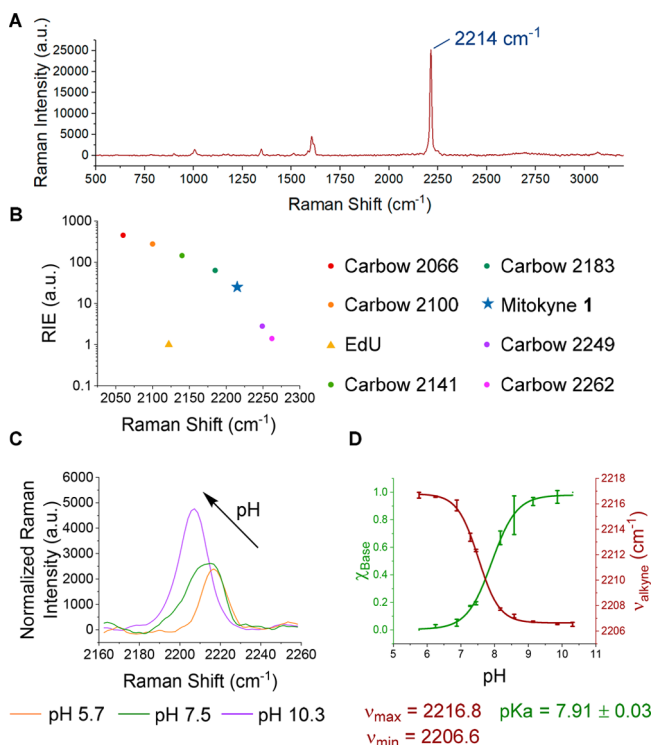 A
2214 cm⁻¹
Raman Intensity (a.u.)
25000
20000
15000
10000
5000
0
500 750 1000 1250 1500 1750 2000 2250 2500 2750 3000
Raman Shift (cm⁻¹)
B
RIE (a.u.)
1000
100
10
1
0.1
2050 2100 2150 2200 2250 2300
Raman Shift (cm⁻¹)
Carbow 2066
Carbow 2100
EdU
Carbow 2141
Carbow 2183
Mitokyne 1
Carbow 2249
Carbow 2262
C
Normalized Raman
Intensity (a.u.)
6000
5000
4000
3000
2000
1000
0
pH
2160 2180 2200 2220 2240 2260
Raman Shift (cm⁻¹)
pH 5.7 pH 7.5 pH 10.3
D
χBase
1.0
0.8
0.6
0.4
0.2
0.0
5 6 7 8 9 10 11
pH
2218
2216
2214
2212
2210
2208
2206
νalkyne (cm⁻¹)
νmax = 2216.8 pKa = 7.91 ± 0.03
νmin = 2206.6